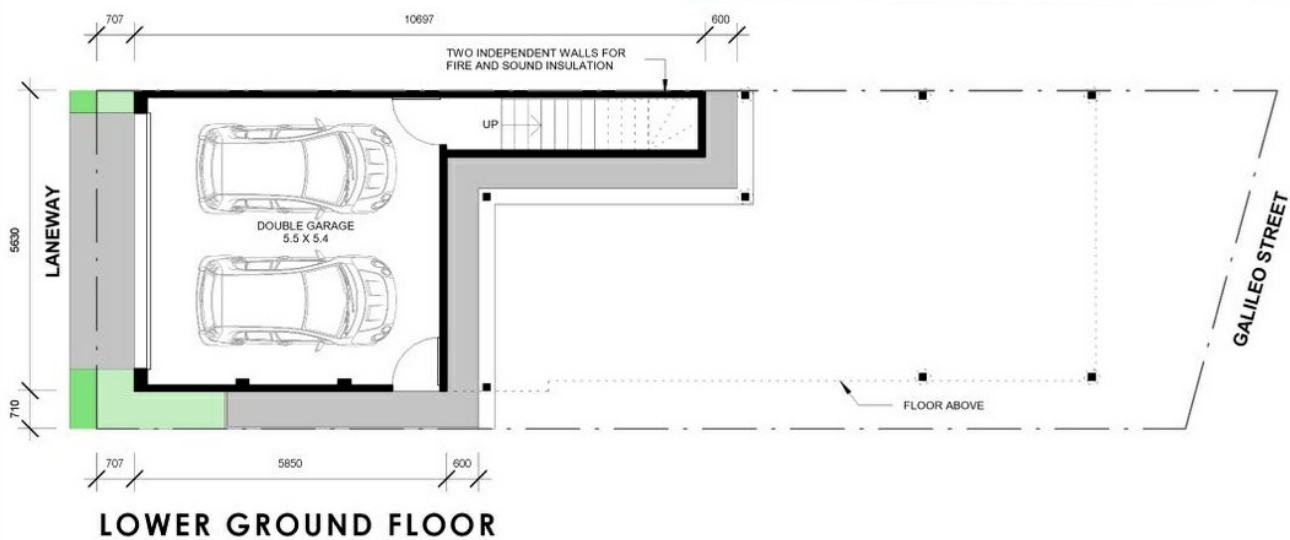 707
10697
600
TWO INDEPENDENT WALLS FOR
FIRE AND SOUND INSULATION
UP
LANEWAY
5630
DOUBLE GARAGE
5.5 X 5.4
GALILEO STREET
710
FLOOR ABOVE
707
5850
600
LOWER GROUND FLOOR